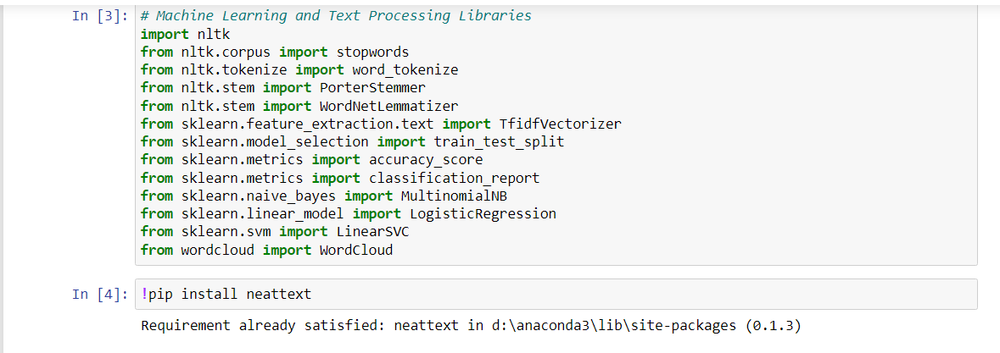 In [3]: # Machine Learning and Text Processing Libraries
import nltk
from nltk.corpus import stopwords
from nltk.tokenize import word_tokenize
from nltk.stem import PorterStemmer
from nltk.stem import WordNetLemmatizer
from sklearn.feature_extraction.text import TfidfVectorizer
from sklearn.model_selection import train_test_split
from sklearn.metrics import accuracy_score
from sklearn.metrics import classification_report
from sklearn.naive_bayes import MultinomialNB
from sklearn.linear_model import LogisticRegression
from sklearn.svm import LinearSVC
from wordcloud import WordCloud
In [4]: !pip install neattext
Requirement already satisfied: neattext in d:\anaconda3\lib\site-packages (0.1.3)